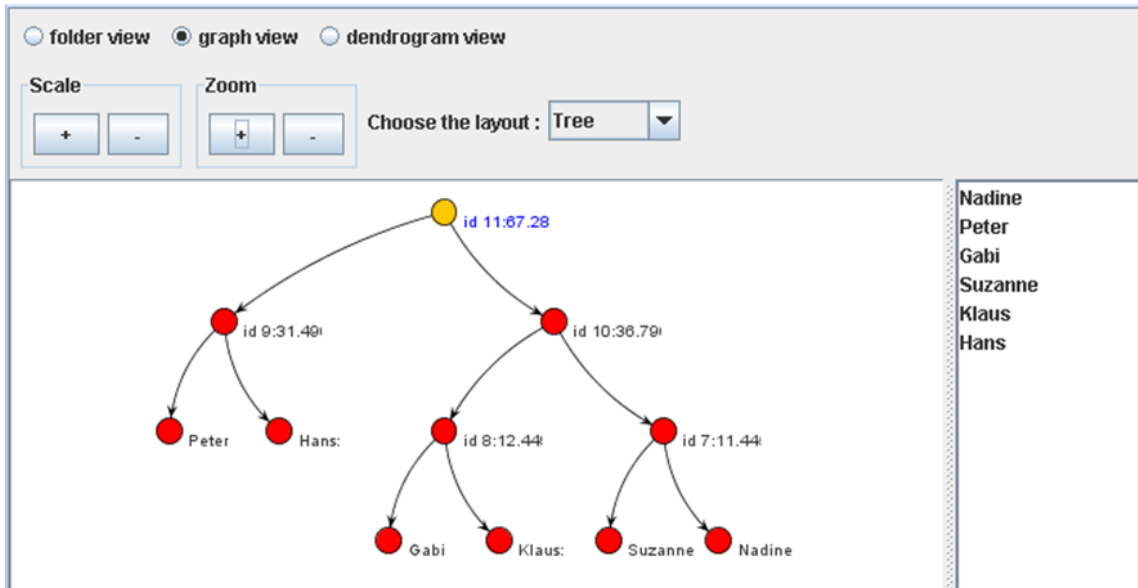 folder view graph view dendrogram view
Scale Zoom
+ - + - Choose the layout : Tree
id 11:67.28
id 9:31.49 id 10:36.79
Peter Hans: id 8:12.44 id 7:11.44
Gabi Klaus: Suzanne Nadine
Nadine
Peter
Gabi
Suzanne
Klaus
Hans